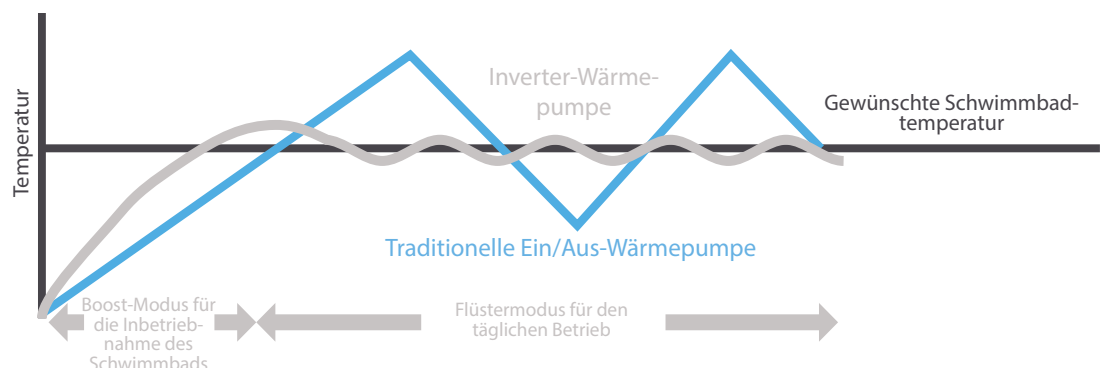 Temperatur
Inverter-Wärme-
pumpe
Gewünschte Schwimmbad-
temperatur
Traditionelle Ein/Aus-Wärmepumpe
Boost-Modus für
die Inbetrieb-
nahme des
Schwimmbads
Flüstermodus für den
täglichen Betrieb